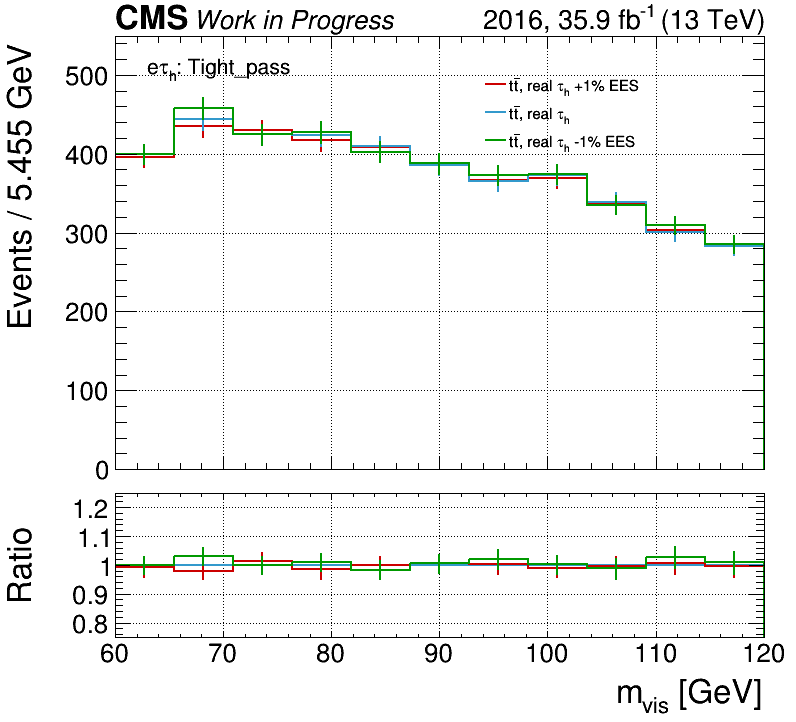 CMS Work in Progress 2016, 35.9 fb⁻¹ (13 TeV)
Events / 5.455 GeV
eτₕ: Tight_pass
tt̅, real τₕ +1% EES
tt̅, real τₕ
tt̅, real τₕ -1% EES
500
400
300
200
100
0
Ratio
1.2
1.1
1
0.9
0.8
60 70 80 90 100 110 120
m_vis [GeV]